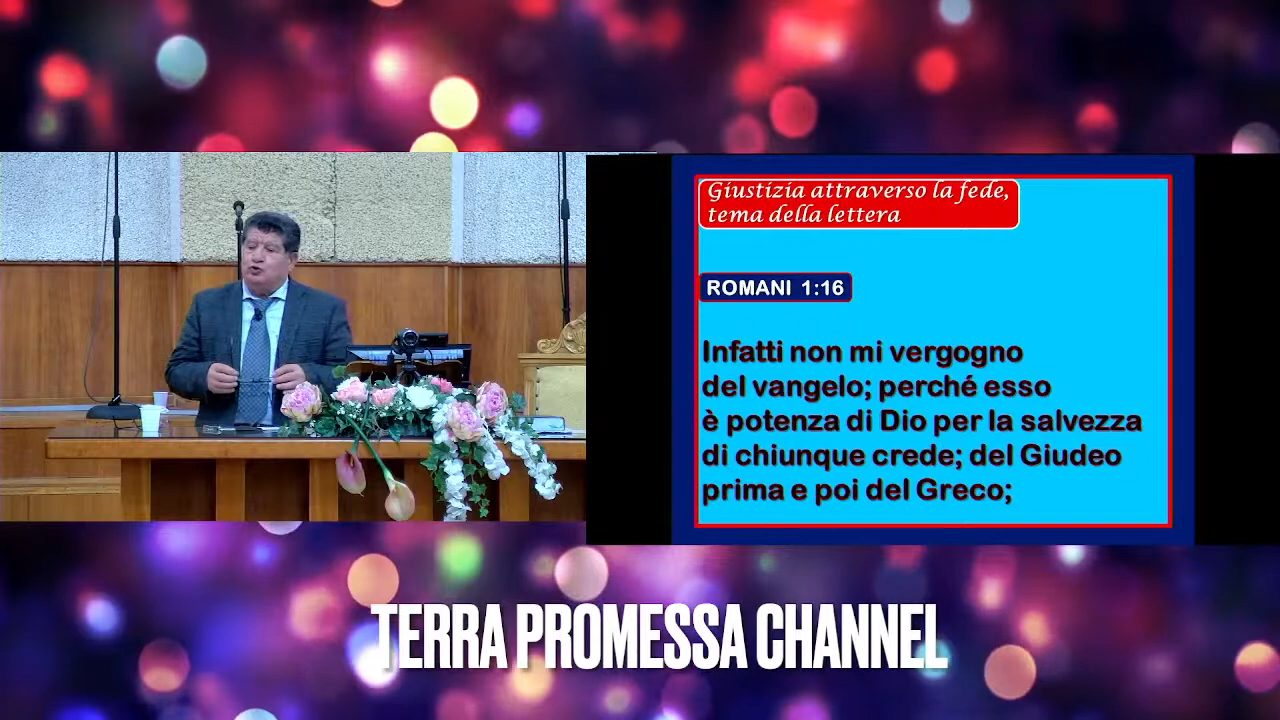 Giustizia attraverso la fede,
tema della lettera
ROMANI 1:16
Infatti non mi vergogno
del vangelo; perché esso
è potenza di Dio per la salvezza
di chiunque crede; del Giudeo
prima e poi del Greco;
TERRA PROMESSA CHANNEL